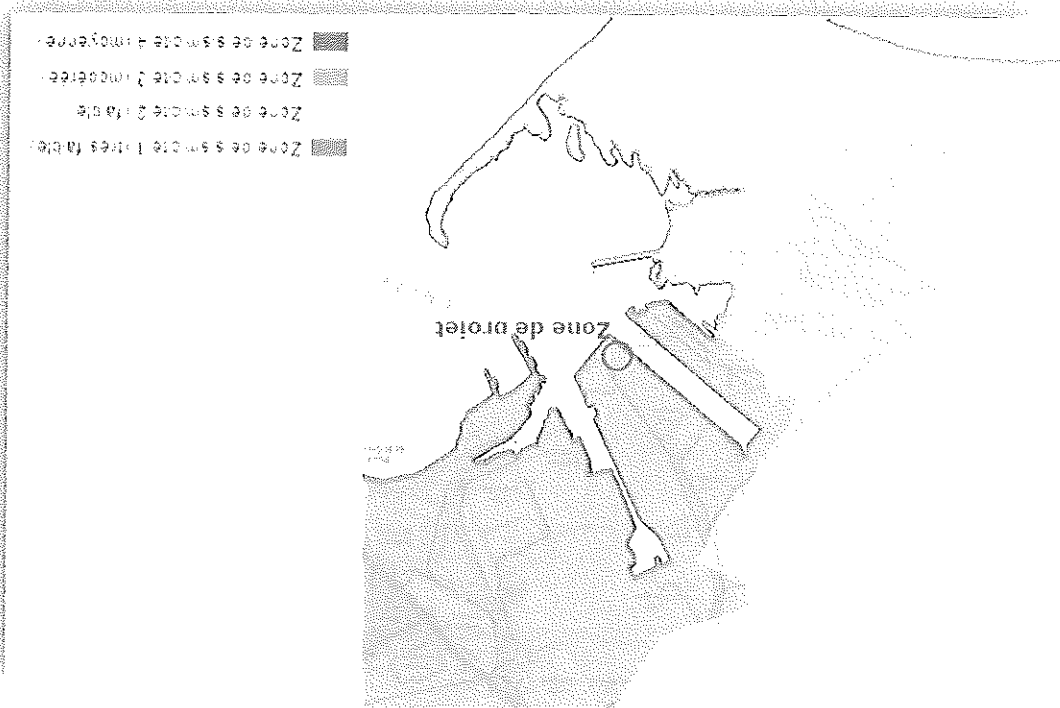 Zone de projet
Zone de sismicité 1 (très faible)
Zone de sismicité 2 (faible
Zone de sismicité 3 (modérée)
Zone de sismicité 4 (moyenne)